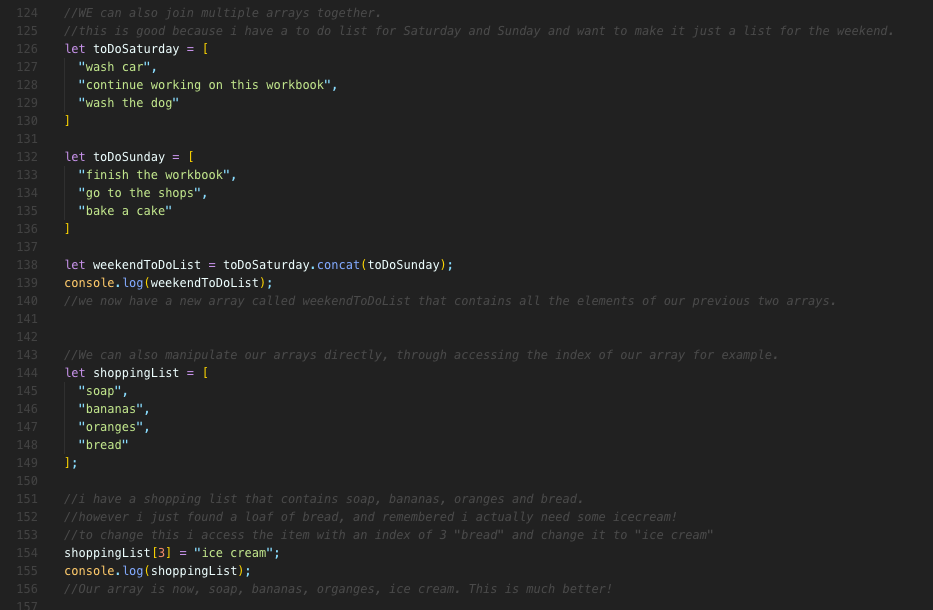 124 //WE can also join multiple arrays together.
125 //this is good because i have a to do list for Saturday and Sunday and want to make it just a list for the weekend.
126 let toDoSaturday = [
127 "wash car",
128 "continue working on this workbook",
129 "wash the dog"
130 ]
131
132 let toDoSunday = [
133 "finish the workbook",
134 "go to the shops",
135 "bake a cake"
136 ]
137
138 let weekendToDoList = toDoSaturday.concat(toDoSunday);
139 console.log(weekendToDoList);
140 //we now have a new array called weekendToDoList that contains all the elements of our previous two arrays.
141
142
143 //We can also manipulate our arrays directly, through accessing the index of our array for example.
144 let shoppingList = [
145 "soap",
146 "bananas",
147 "oranges",
148 "bread"
149 ];
150
151 //i have a shopping list that contains soap, bananas, oranges and bread.
152 //however i just found a loaf of bread, and remembered i actually need some icecream!
153 //to change this i access the item with an index of 3 "bread" and change it to "ice cream"
154 shoppingList[3] = "ice cream";
155 console.log(shoppingList);
156 //Our array is now, soap, bananas, organges, ice cream. This is much better!
157